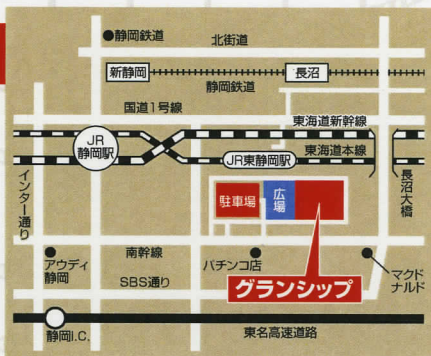 静岡鉄道
北街道
新静岡
長沼
静岡鉄道
国道1号線
東海道新幹線
JR
静岡駅
東海道本線
JR東静岡駅
インター通り
駐車場
広場
長沼大橋
南幹線
アウディ
静岡
パチンコ店
マクド
ナルド
SBS通り
グランシップ
静岡I.C.
東名高速道路